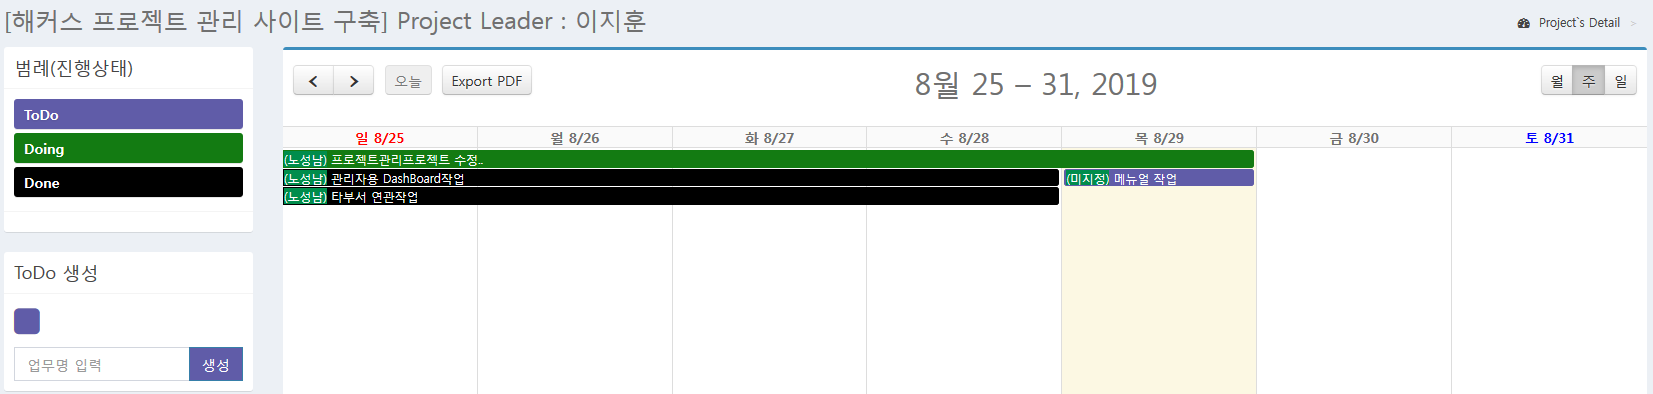 [해커스 프로젝트 관리 사이트 구축] Project Leader : 이지훈
Project`s Detail >
범례(진행상태)
ToDo
Doing
Done
ToDo 생성
업무명 입력 생성
< > 오늘 Export PDF
8월 25 – 31, 2019
월 주 일
일 8/25 월 8/26 화 8/27 수 8/28 목 8/29 금 8/30 토 8/31
(노성남) 프로젝트관리프로젝트 수정..
(노성남) 관리자용 DashBoard작업
(미지정) 메뉴얼 작업
(노성남) 타부서 연관작업